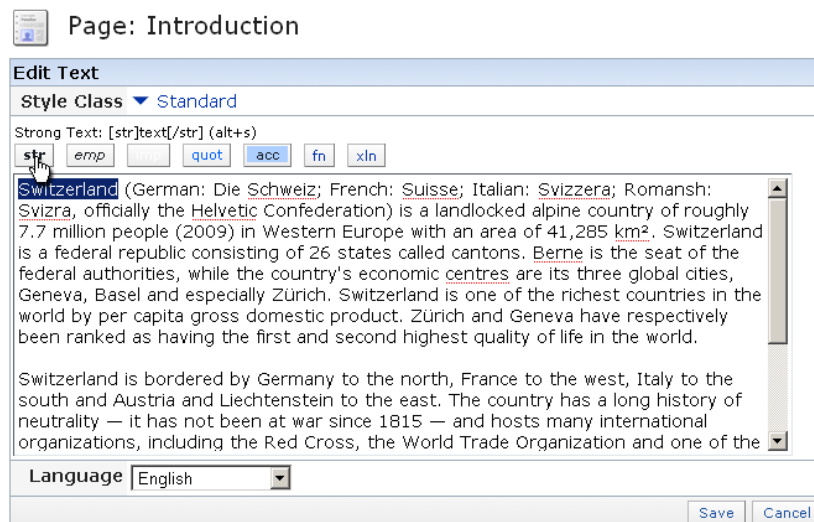 Page: Introduction
Edit Text
Style Class Standard
Strong Text: [str]text[/str] (alt+s)
str emp imp quot acc fn xln
Switzerland (German: Die Schweiz; French: Suisse; Italian: Svizzera; Romansh:
Svizra, officially the Helvetic Confederation) is a landlocked alpine country of roughly
7.7 million people (2009) in Western Europe with an area of 41,285 km². Switzerland
is a federal republic consisting of 26 states called cantons. Berne is the seat of the
federal authorities, while the country's economic centres are its three global cities,
Geneva, Basel and especially Zürich. Switzerland is one of the richest countries in the
world by per capita gross domestic product. Zürich and Geneva have respectively
been ranked as having the first and second highest quality of life in the world.
Switzerland is bordered by Germany to the north, France to the west, Italy to the
south and Austria and Liechtenstein to the east. The country has a long history of
neutrality — it has not been at war since 1815 — and hosts many international
organizations, including the Red Cross, the World Trade Organization and one of the
Language English
Save Cancel